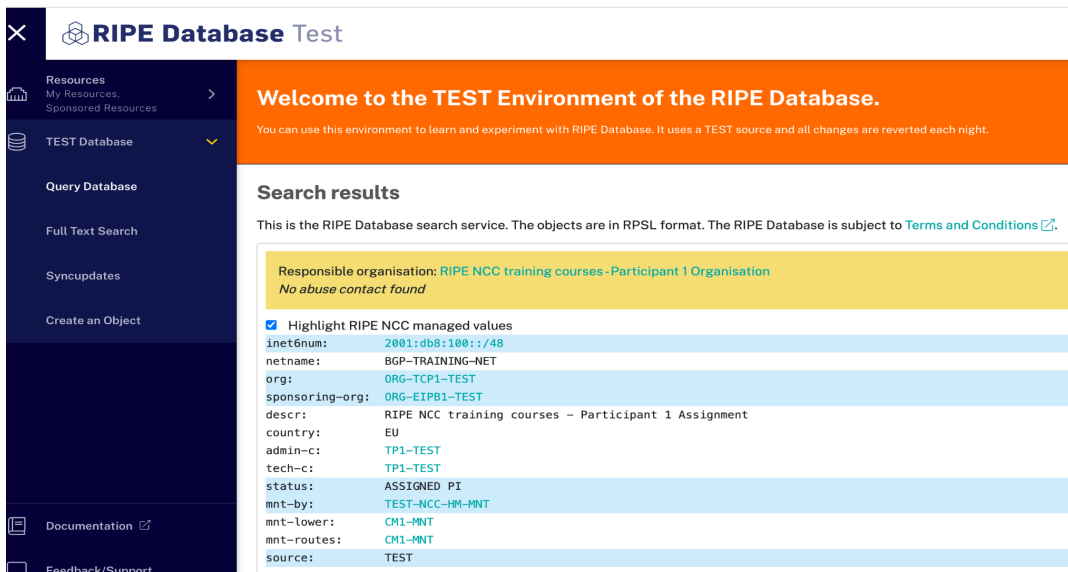 RIPE Database Test
Resources
My Resources,
Sponsored Resources
TEST Database
Query Database
Full Text Search
Syncupdates
Create an Object
Documentation
Feedback/Support
Welcome to the TEST Environment of the RIPE Database.
You can use this environment to learn and experiment with RIPE Database. It uses a TEST source and all changes are reverted each night.
Search results
This is the RIPE Database search service. The objects are in RPSL format. The RIPE Database is subject to Terms and Conditions.
Responsible organisation: RIPE NCC training courses - Participant 1 Organisation
No abuse contact found
Highlight RIPE NCC managed values
inet6num: 2001:db8:100::/48
netname: BGP-TRAINING-NET
org: ORG-TCP1-TEST
sponsoring-org: ORG-EIPB1-TEST
descr: RIPE NCC training courses - Participant 1 Assignment
country: EU
admin-c: TP1-TEST
tech-c: TP1-TEST
status: ASSIGNED PI
mnt-by: TEST-NCC-HM-MNT
mnt-lower: CM1-MNT
mnt-routes: CM1-MNT
source: TEST